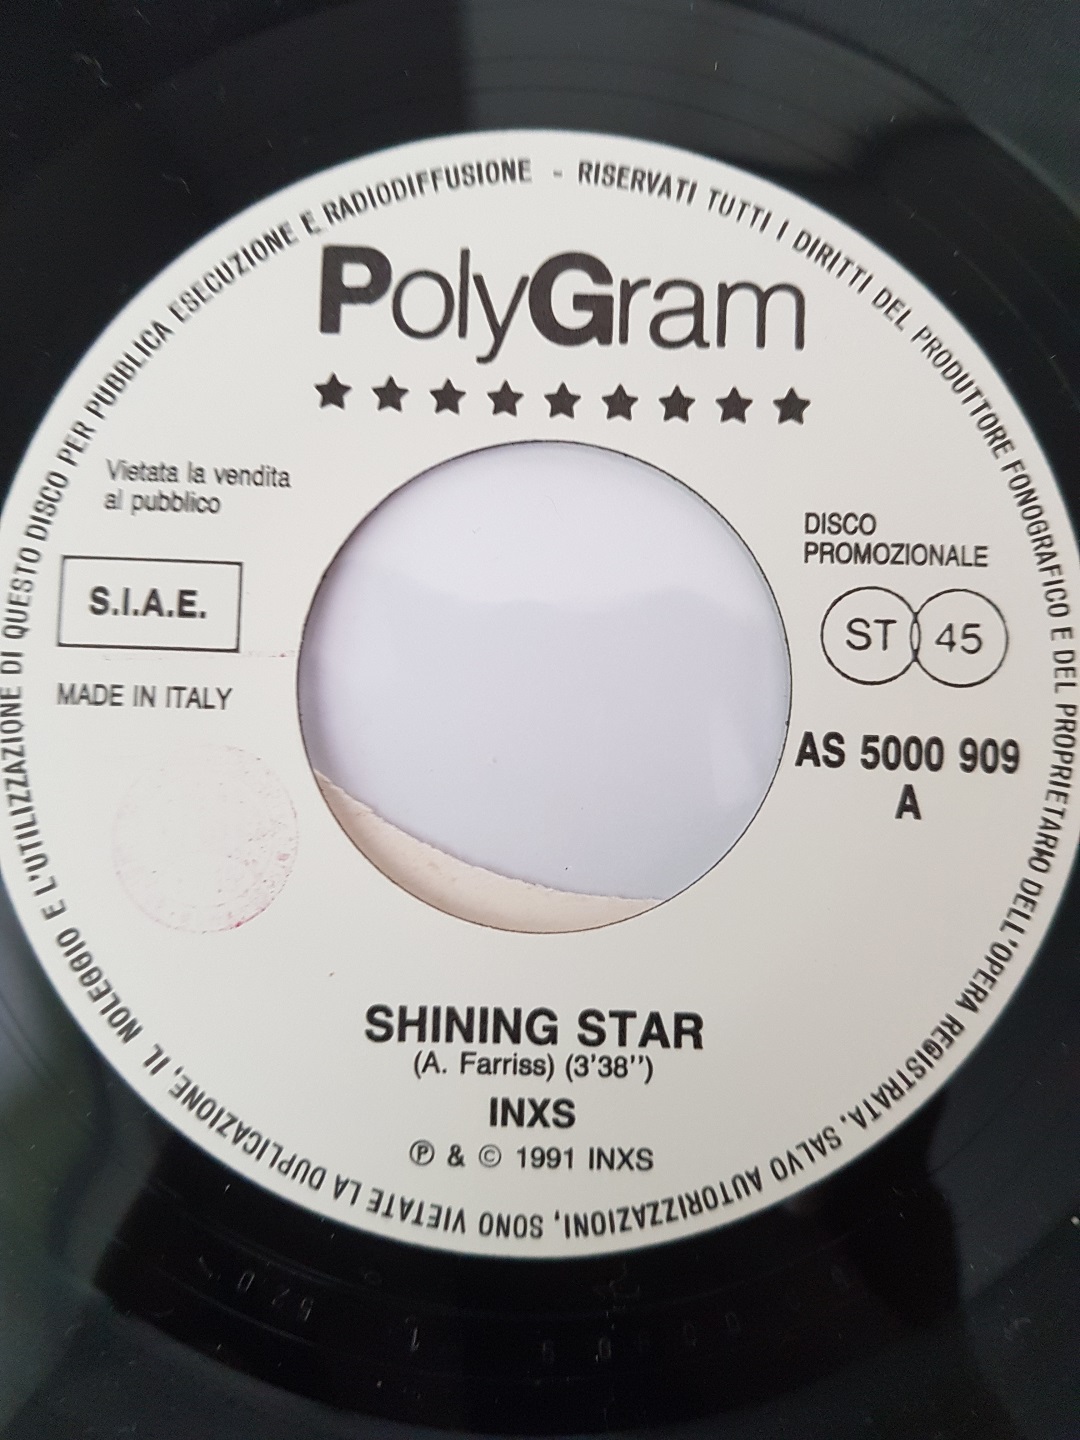 RISERVATI TUTTI I DIRITTI DEL PRODUTTORE FONOGRAFICO E DEL PROPRIETARIO DELL'OPERA REGISTRATA. SALVO AUTORIZZAZIONI, SONO VIETATE LA DUPLICAZIONE, IL NOLEGGIO E L'UTILIZZAZIONE DI QUESTO DISCO PER PUBBLICA ESECUZIONE E RADIODIFFUSIONE -
PolyGram
★★★★★★★★★
Vietata la vendita
al pubblico
S.I.A.E.
MADE IN ITALY
DISCO
PROMOZIONALE
ST 45
AS 5000 909
A
SHINING STAR
(A. Farriss) (3'38'')
INXS
℗ & © 1991 INXS